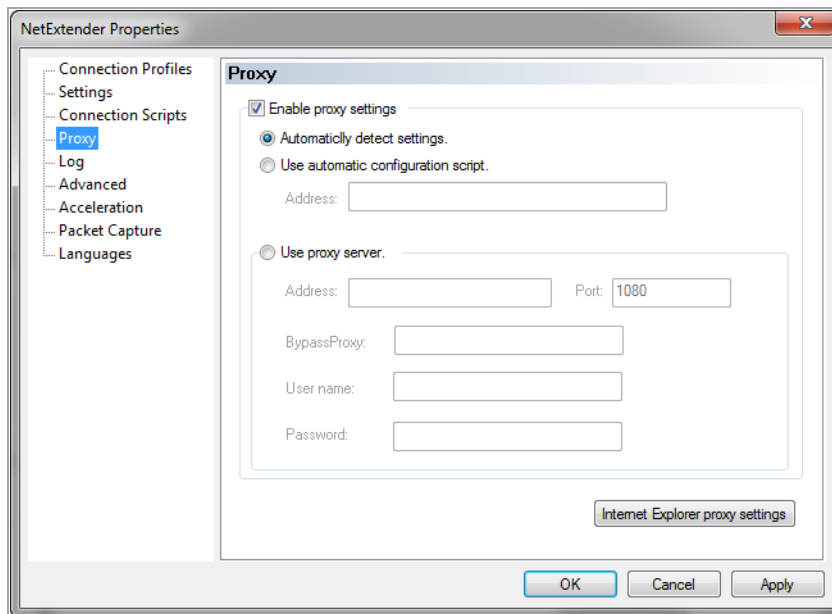 NetExtender Properties
Connection Profiles
Settings
Connection Scripts
Proxy
Log
Advanced
Acceleration
Packet Capture
Languages
Proxy
Enable proxy settings
Automaticlly detect settings.
Use automatic configuration script.
Address:
Use proxy server.
Address:
Port: 1080
BypassProxy:
User name:
Password:
Internet Explorer proxy settings
OK Cancel Apply